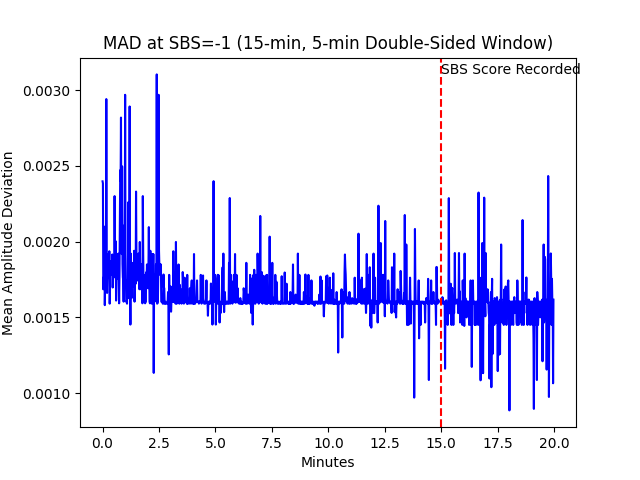 MAD at SBS=-1 (15-min, 5-min Double-Sided Window)
SBS Score Recorded
Mean Amplitude Deviation
0.0030
0.0025
0.0020
0.0015
0.0010
0.0 2.5 5.0 7.5 10.0 12.5 15.0 17.5 20.0
Minutes